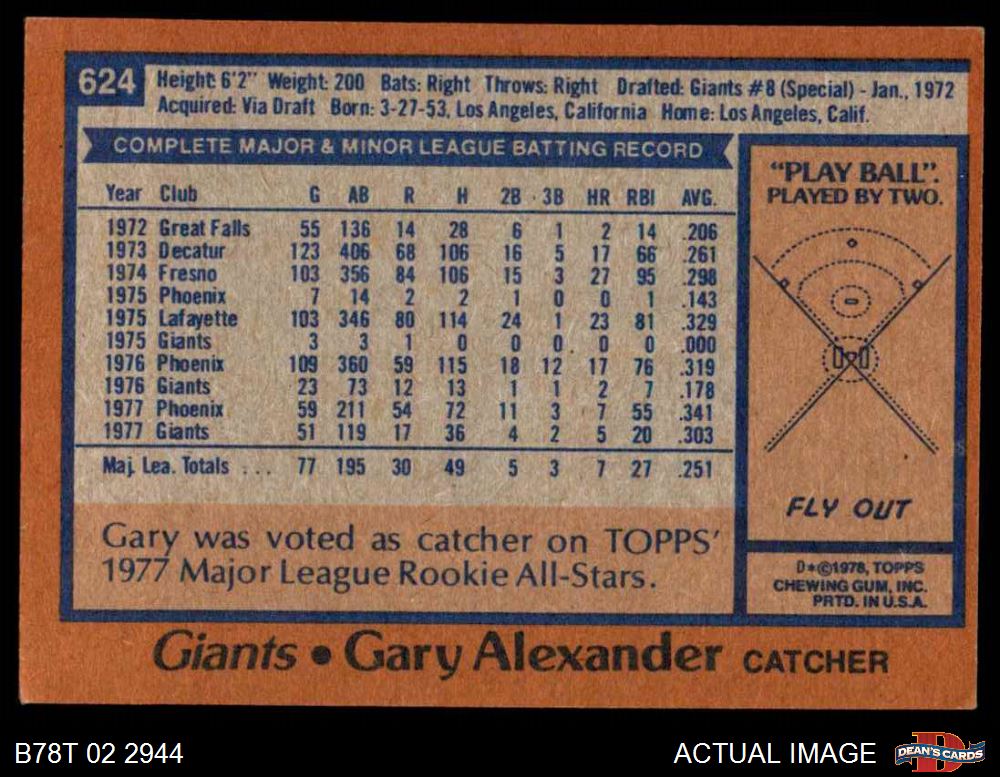 624
Height: 6'2" Weight: 200 Bats: Right Throws: Right Drafted: Giants #8 (Special) - Jan., 1972
Acquired: Via Draft Born: 3-27-53, Los Angeles, California Home: Los Angeles, Calif.
COMPLETE MAJOR & MINOR LEAGUE BATTING RECORD
Year Club G AB R H 2B 3B HR RBI AVG.
1972 Great Falls 55 136 14 28 6 1 2 14 .206
1973 Decatur 123 406 68 106 16 5 17 66 .261
1974 Fresno 103 356 84 106 15 3 27 95 .298
1975 Phoenix 7 14 2 2 1 0 0 1 .143
1975 Lafayette 103 346 80 114 24 1 23 81 .329
1975 Giants 3 3 1 0 0 0 0 0 .000
1976 Phoenix 109 360 59 115 18 12 17 76 .319
1976 Giants 23 73 12 13 1 1 2 7 .178
1977 Phoenix 59 211 54 72 11 3 7 55 .341
1977 Giants 51 119 17 36 4 2 5 20 .303
Maj. Lea. Totals ... 77 195 30 49 5 3 7 27 .251
Gary was voted as catcher on TOPPS'
1977 Major League Rookie All-Stars.
"PLAY BALL".
PLAYED BY TWO.
FLY OUT
D*©1978, TOPPS
CHEWING GUM, INC.
PRTD. IN U.S.A.
Giants • Gary Alexander CATCHER
B78T 02 2944
ACTUAL IMAGE
DEAN'S CARDS